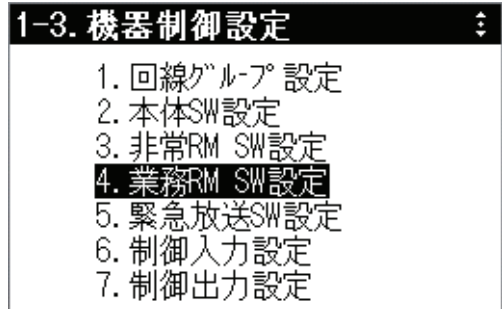 1-3.機器制御設定
1.回線ｸﾞﾙｰﾌﾟ設定
2.本体SW設定
3.非常RM SW設定
4.業務RM SW設定
5.緊急放送SW設定
6.制御入力設定
7.制御出力設定